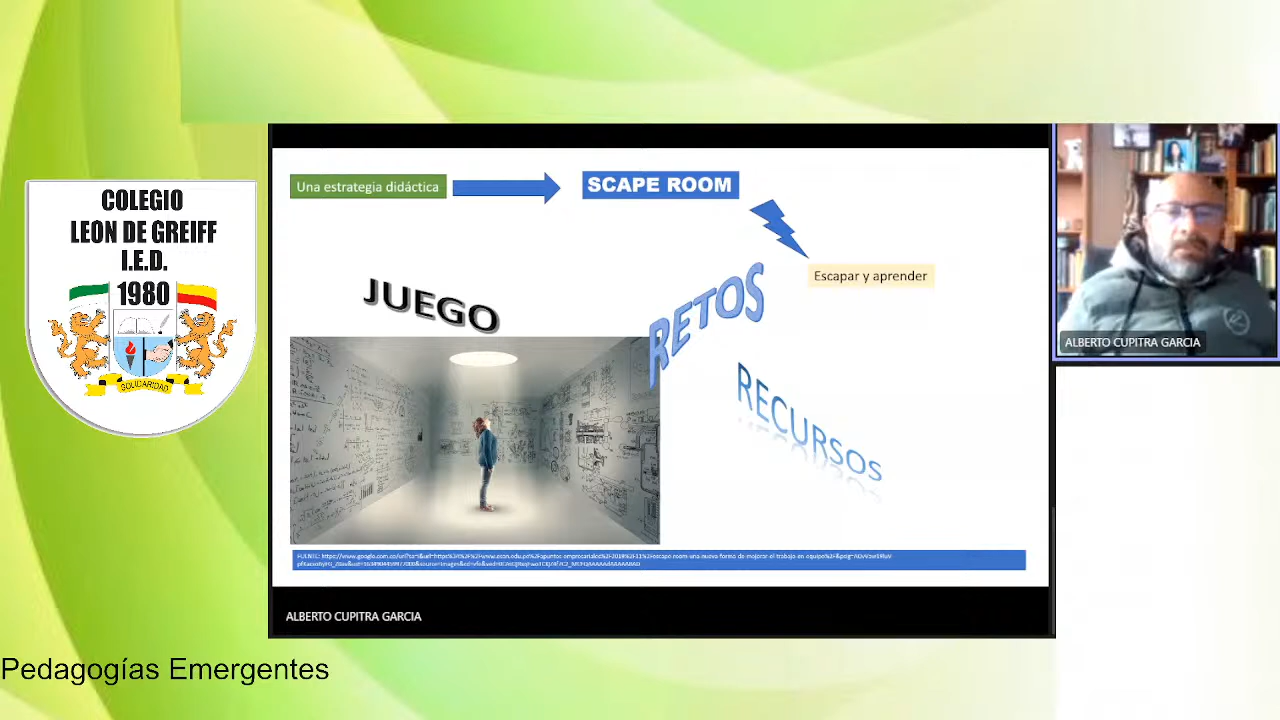 COLEGIO
LEON DE GREIFF
I.E.D.
1980
SOLIDARIDAD
Una estrategia didáctica
SCAPE ROOM
Escapar y aprender
JUEGO
RETOS
RECURSOS
FUENTE:
ALBERTO CUPITRA GARCIA
ALBERTO CUPITRA GARCIA
Pedagogías Emergentes